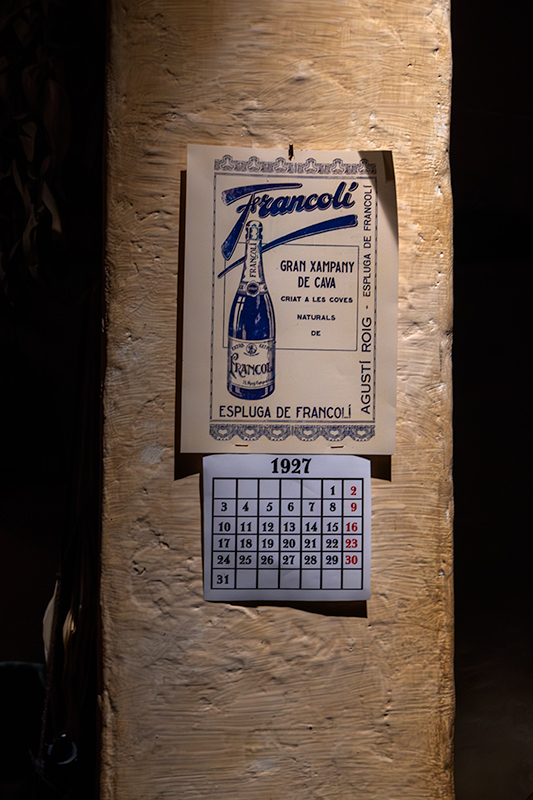 Francolí
FRANCOLÍ
GRAN XAMPANY
DE CAVA
CRIAT A LES COVES
NATURALS
DE
FRANCOLÍ
ESPLUGA DE FRANCOLÍ
AGUSTÍ ROIG - ESPLUGA DE FRANCOLÍ
1927
1 2
3 4 5 6 7 8 9
10 11 12 13 14 15 16
17 18 19 20 21 22 23
24 25 26 27 28 29 30
31